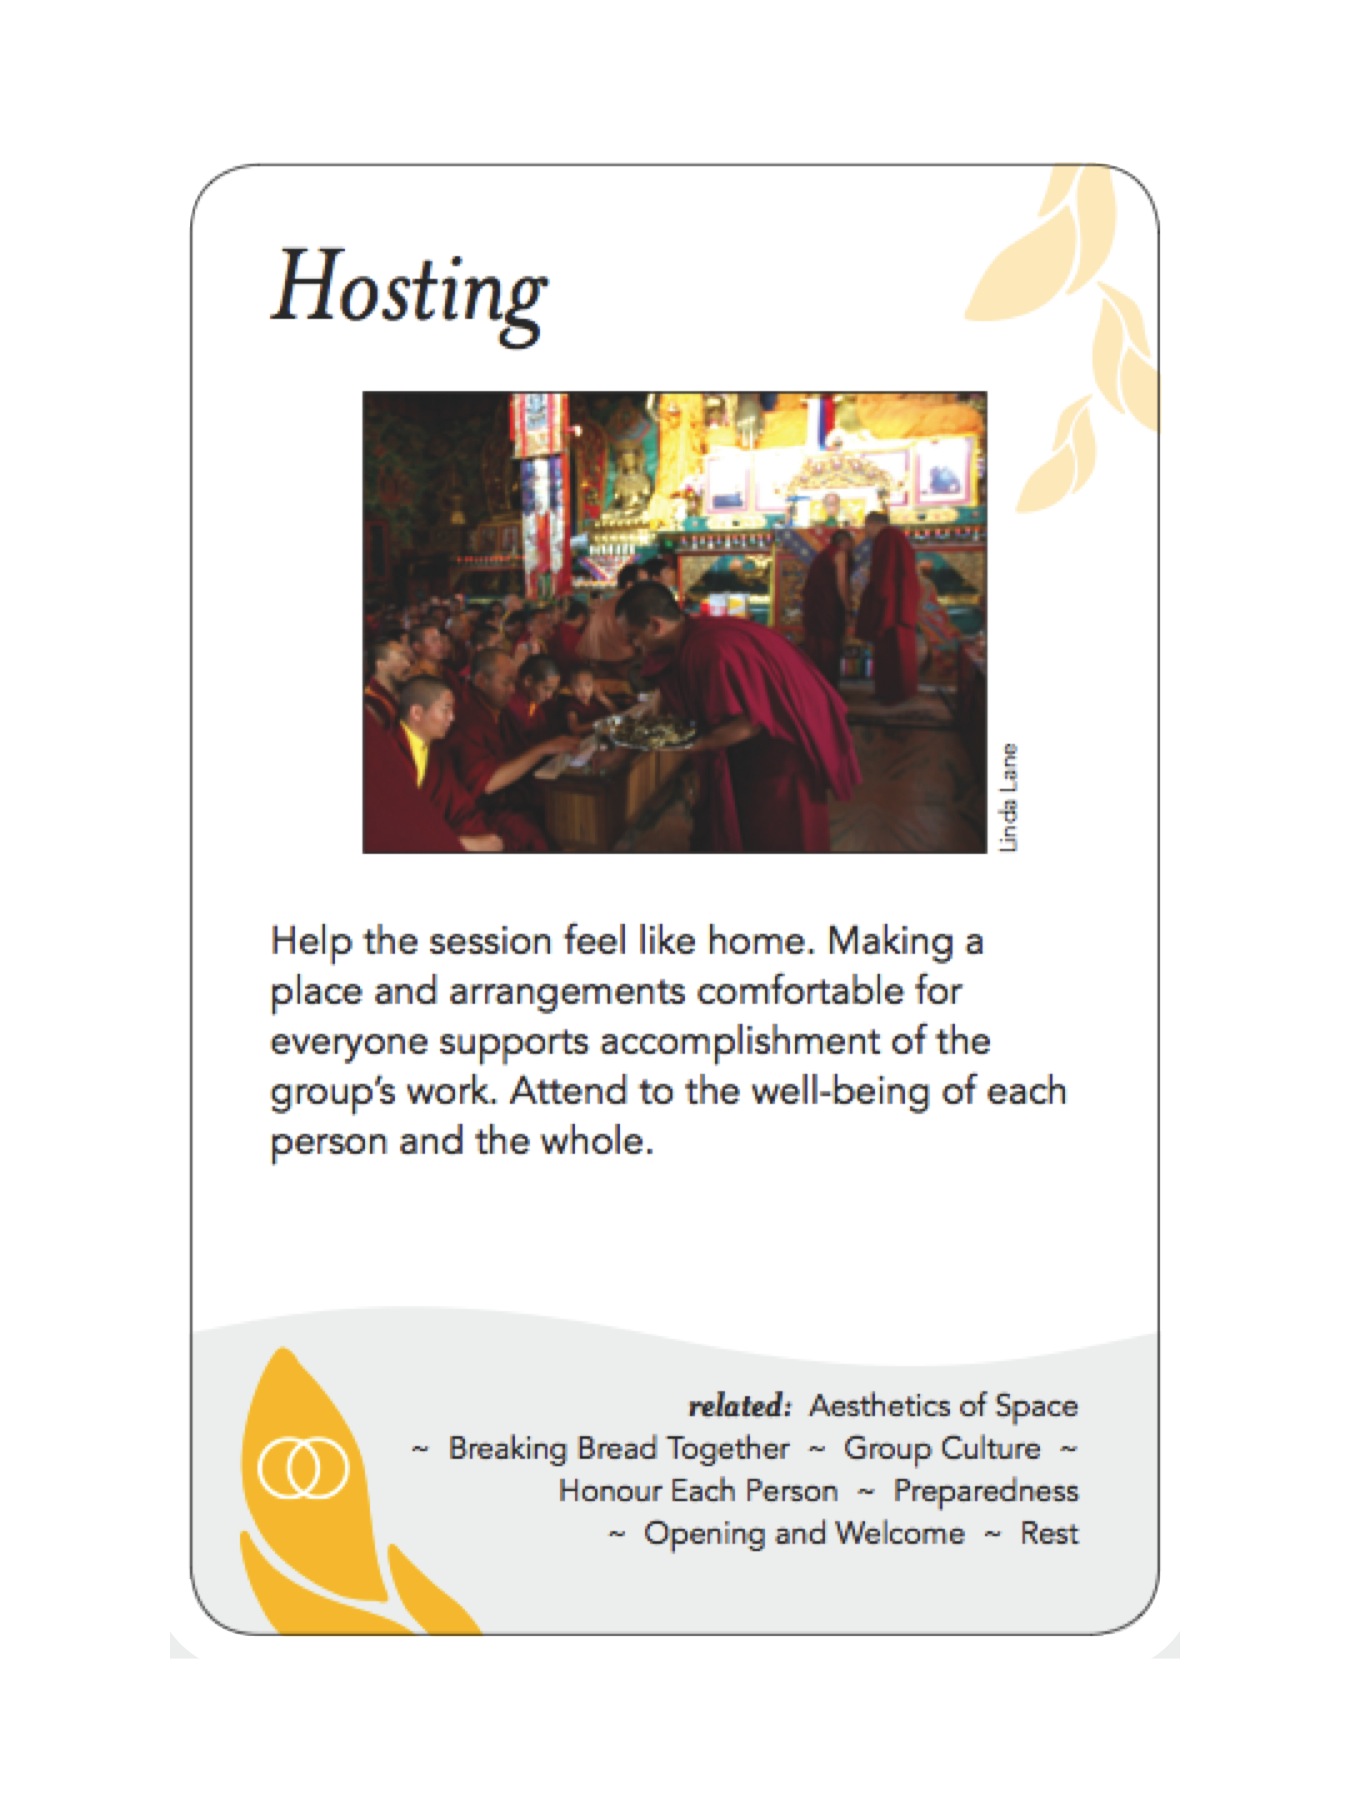 Hosting
Linda Lane
Help the session feel like home. Making a
place and arrangements comfortable for
everyone supports accomplishment of the
group’s work. Attend to the well-being of each
person and the whole.
related: Aesthetics of Space
~ Breaking Bread Together ~ Group Culture ~
Honour Each Person ~ Preparedness
~ Opening and Welcome ~ Rest